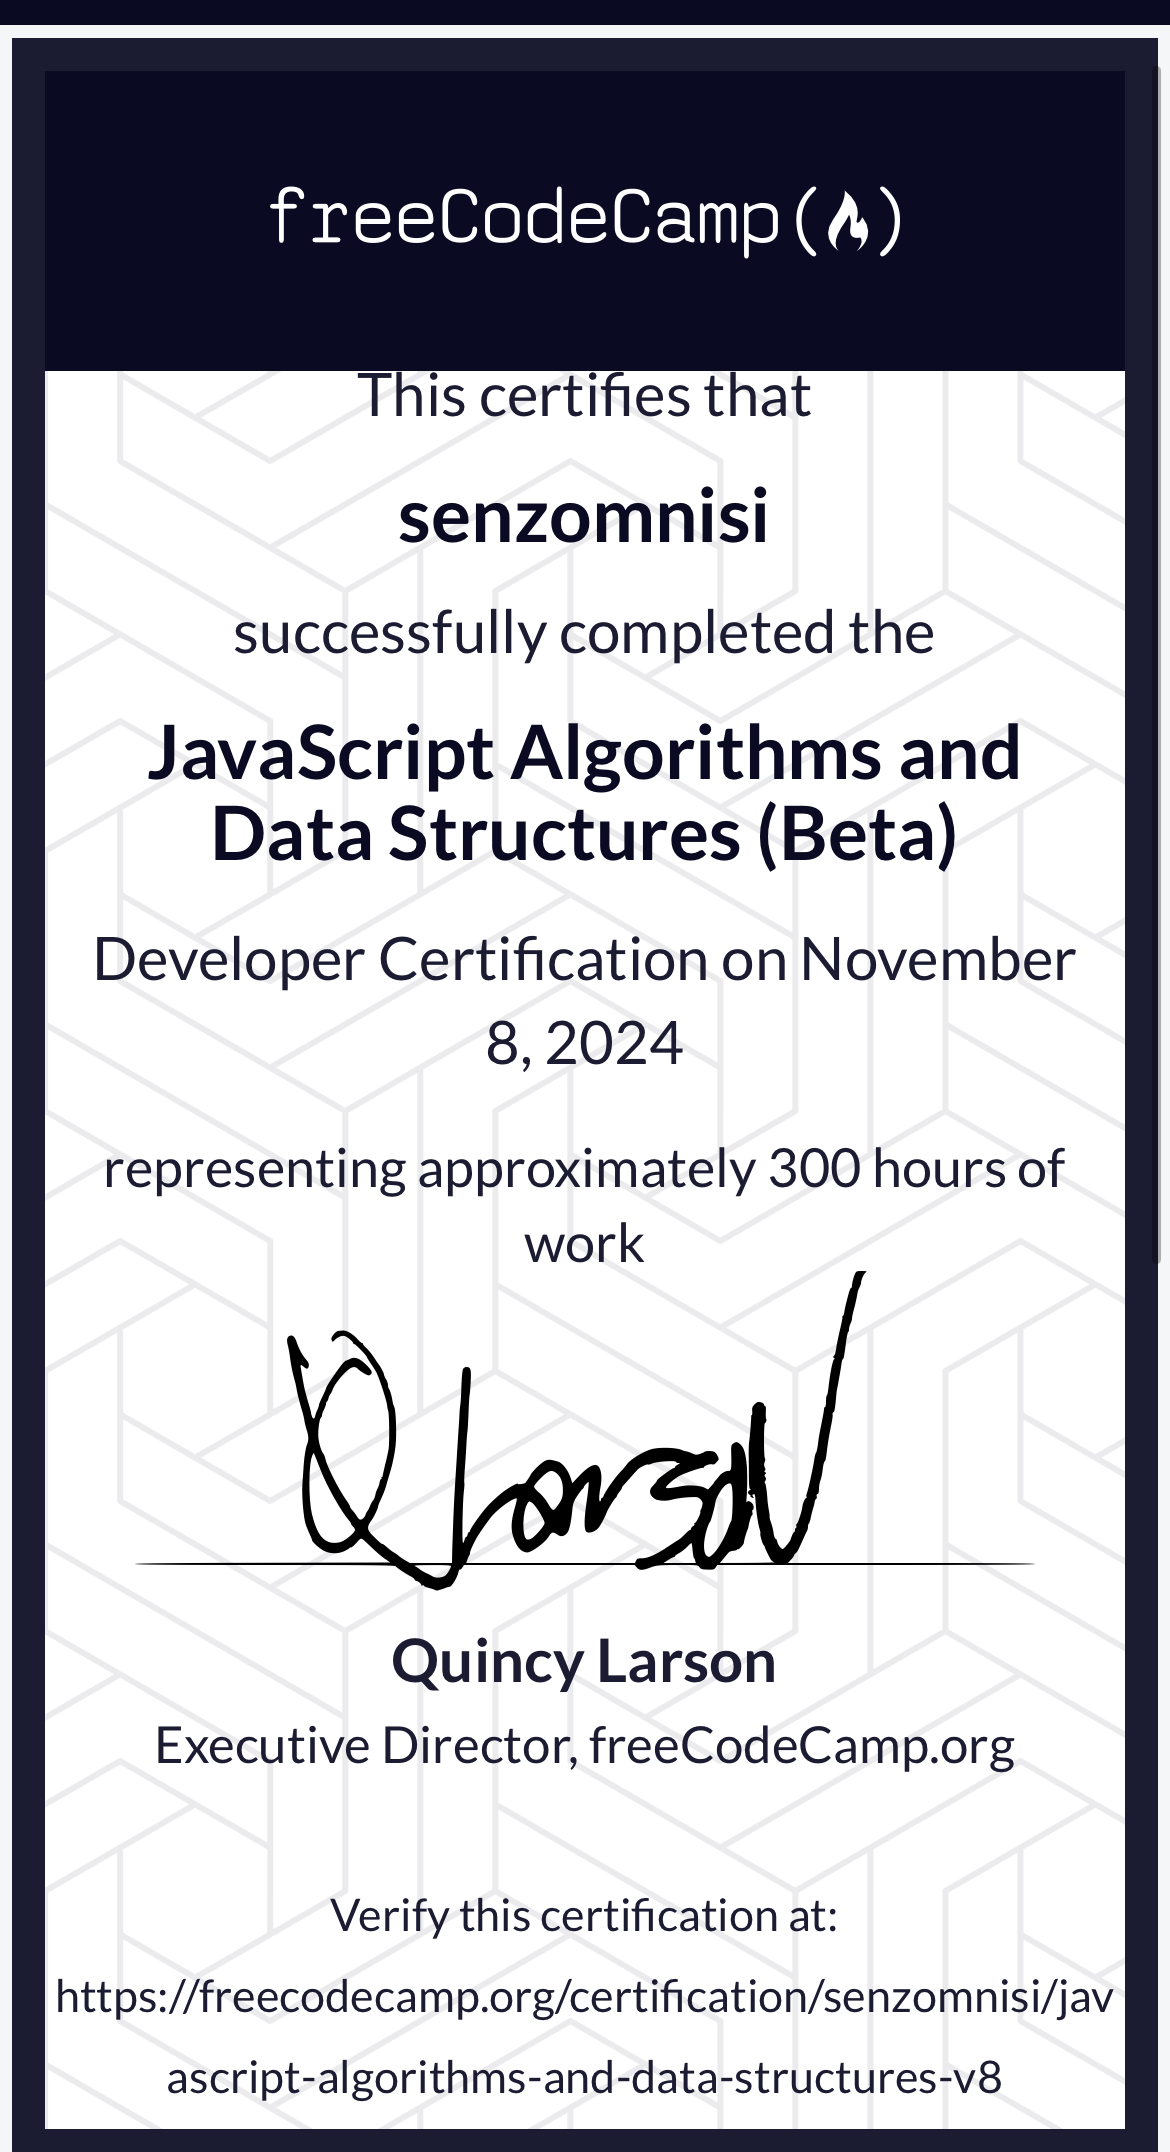 freeCodeCamp
This certifies that
senzomnisi
successfully completed the
JavaScript Algorithms and
Data Structures (Beta)
Developer Certification on November
8, 2024
representing approximately 300 hours of
work
Q Larson
Quincy Larson
Executive Director, freeCodeCamp.org
Verify this certification at:
https://freecodecamp.org/certification/senzomnisi/jav
ascript-algorithms-and-data-structures-v8